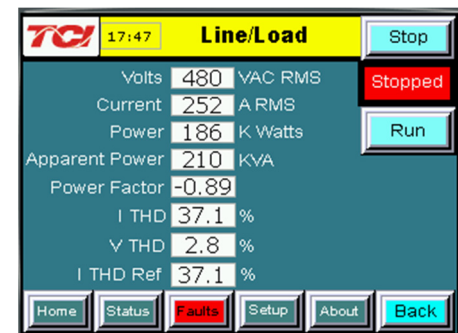 TCI 17:47 Line/Load Stop
Volts 480 VAC RMS Stopped
Current 252 A RMS
Power 186 K Watts Run
Apparent Power 210 KVA
Power Factor -0.89
I THD 37.1 %
V THD 2.8 %
I THD Ref 37.1 %
Home Status Faults Setup About Back